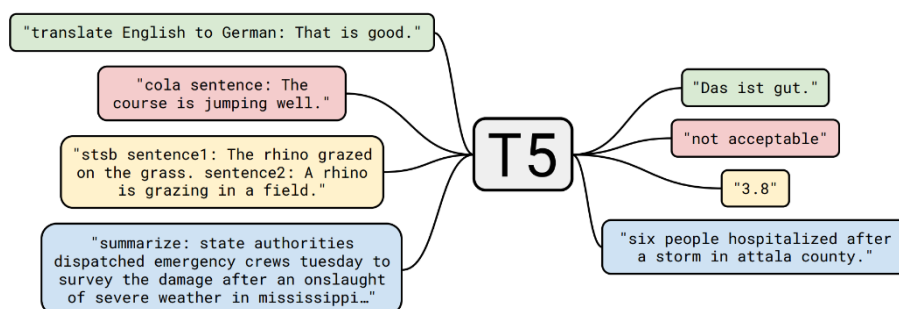 "translate English to German: That is good."
"cola sentence: The
course is jumping well."
"stsb sentence1: The rhino grazed
on the grass. sentence2: A rhino
is grazing in a field."
"summarize: state authorities
dispatched emergency crews tuesday to
survey the damage after an onslaught
of severe weather in mississippi…"
T5
"Das ist gut."
"not acceptable"
"3.8"
"six people hospitalized after
a storm in attala county."